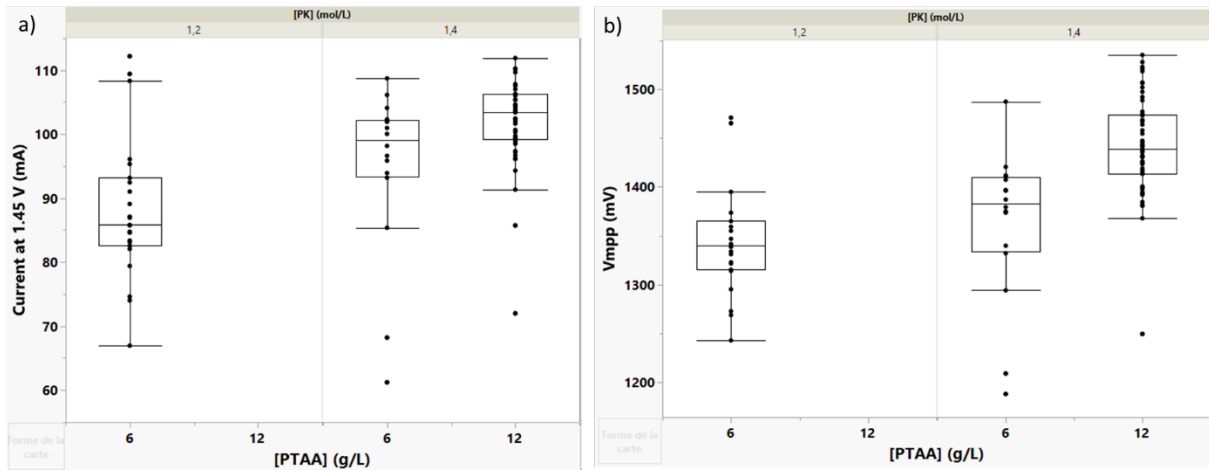 a)
[PK] (mol/L)
1,2 1,4
Current at 1.45 V (mA)
110
100
90
80
70
60
6 12 6 12
[PTAA] (g/L)
Forme de la
carte
b)
[PK] (mol/L)
1,2 1,4
Vmpp (mV)
1500
1400
1300
1200
6 12 6 12
[PTAA] (g/L)
Forme de la
carte